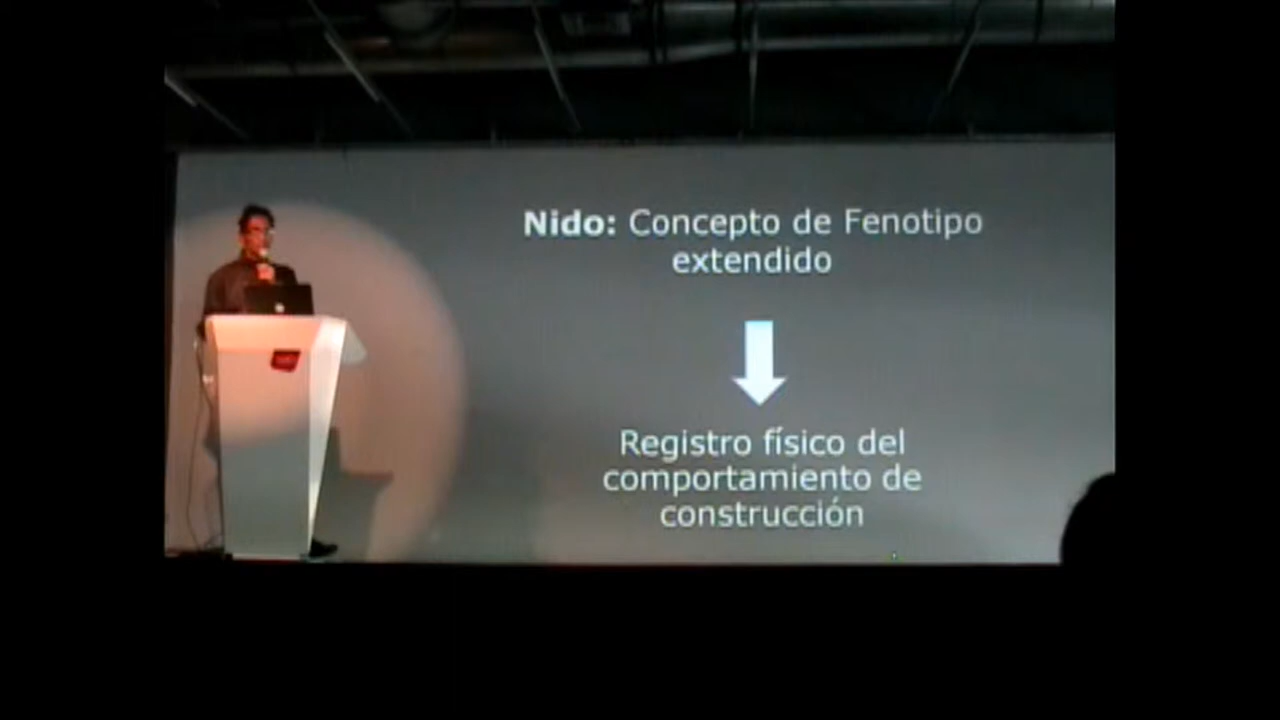 Nido: Concepto de Fenotipo
extendido
Registro físico del
comportamiento de
construcción